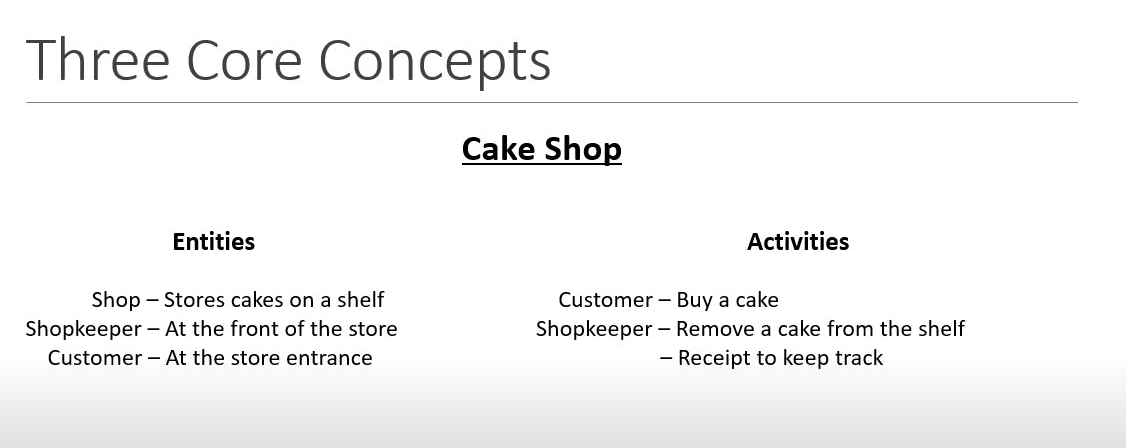 Three Core Concepts
Cake Shop
Entities
Shop – Stores cakes on a shelf
Shopkeeper – At the front of the store
Customer – At the store entrance
Activities
Customer – Buy a cake
Shopkeeper – Remove a cake from the shelf
– Receipt to keep track